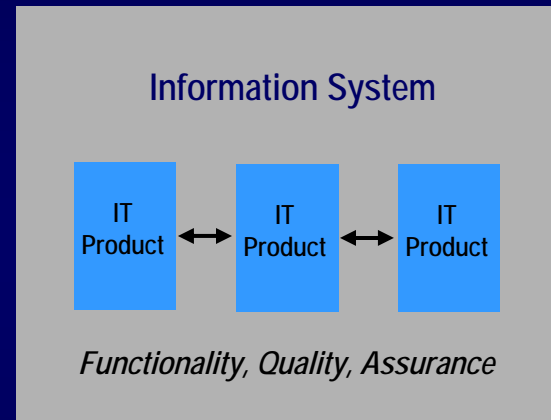 Information System
IT
Product
IT
Product
IT
Product
Functionality, Quality, Assurance